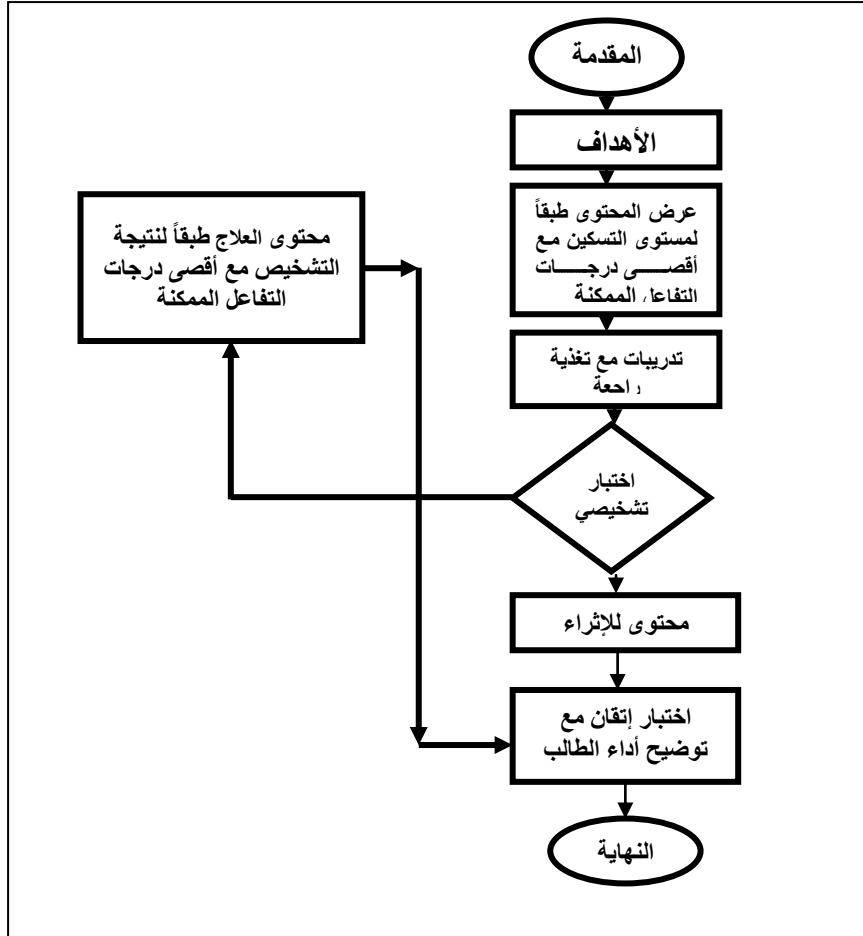 المقدمة
الأهداف
عرض المحتوى طبقاً
لمستوى التسكين مع
أقصى درجات
التفاعل الممكنة
تدريبات مع تغذية
راجعة
اختبار
تشخيصي
محتوى العلاج طبقاً لنتيجة
التشخيص مع أقصى درجات
التفاعل الممكنة
محتوى للإثراء
اختبار إتقان مع
توضيح أداء الطالب
النهاية